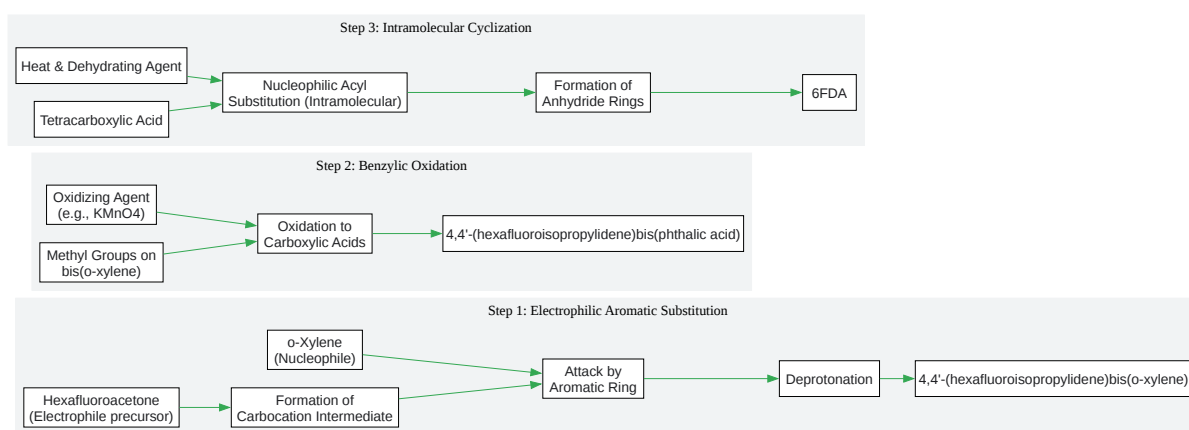 Step 3: Intramolecular Cyclization
Heat & Dehydrating Agent
Tetracarboxylic Acid
Nucleophilic Acyl
Substitution (Intramolecular)
Formation of
Anhydride Rings
6FDA
Step 2: Benzylic Oxidation
Oxidizing Agent
(e.g., KMnO4)
Methyl Groups on
bis(o-xylene)
Oxidation to
Carboxylic Acids
4,4'-(hexafluoroisopropylidene)bis(phthalic acid)
Step 1: Electrophilic Aromatic Substitution
o-Xylene
(Nucleophile)
Hexafluoroacetone
(Electrophile precursor)
Formation of
Carbocation Intermediate
Attack by
Aromatic Ring
Deprotonation
4,4'-(hexafluoroisopropylidene)bis(o-xylene)